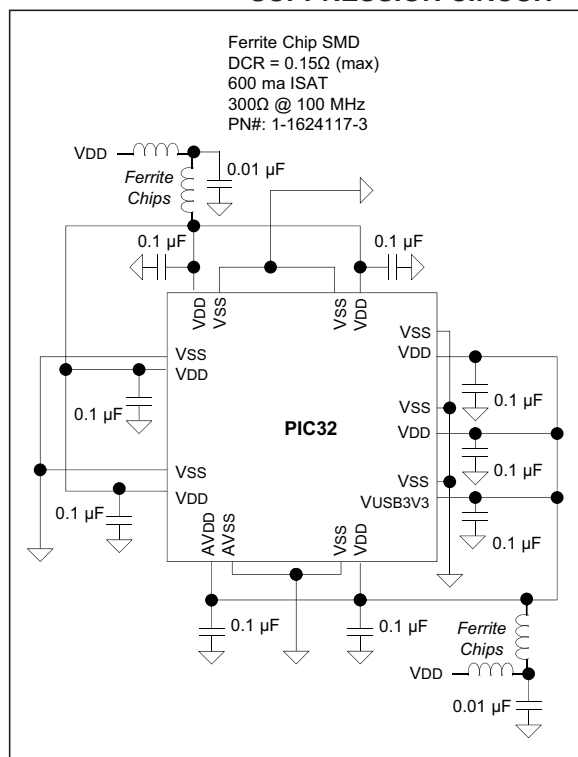 Ferrite Chip SMD
DCR = 0.15Ω (max)
600 ma ISAT
300Ω @ 100 MHz
PN#: 1-1624117-3
VDD
0.01 µF
Ferrite
Chips
0.1 µF
0.1 µF
VDD
VSS
VSS
VDD
VSS
VDD
VSS
VDD
0.1 µF
0.1 µF
VSS
VDD
PIC32
VSS
VDD
0.1 µF
VSS
VDD
0.1 µF
VSS
VUSB3V3
0.1 µF
AVDD
AVSS
VSS
VDD
0.1 µF
0.1 µF
Ferrite
Chips
VDD
0.01 µF